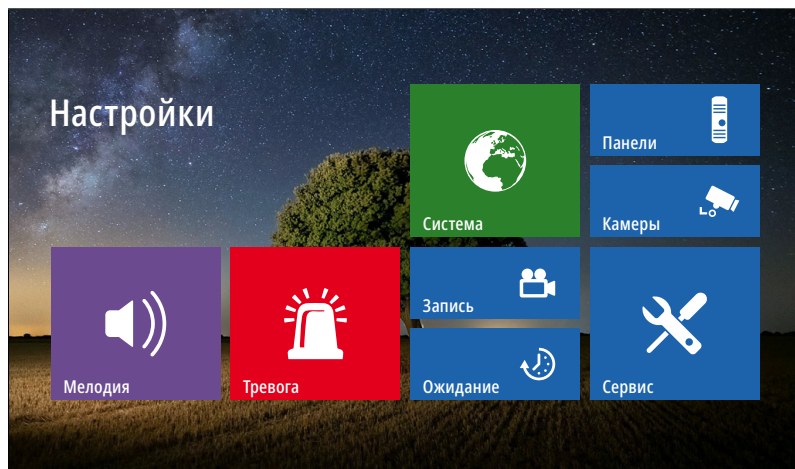 Настройки
Система
Панели
Камеры
Мелодия
Тревога
Запись
Ожидание
Сервис